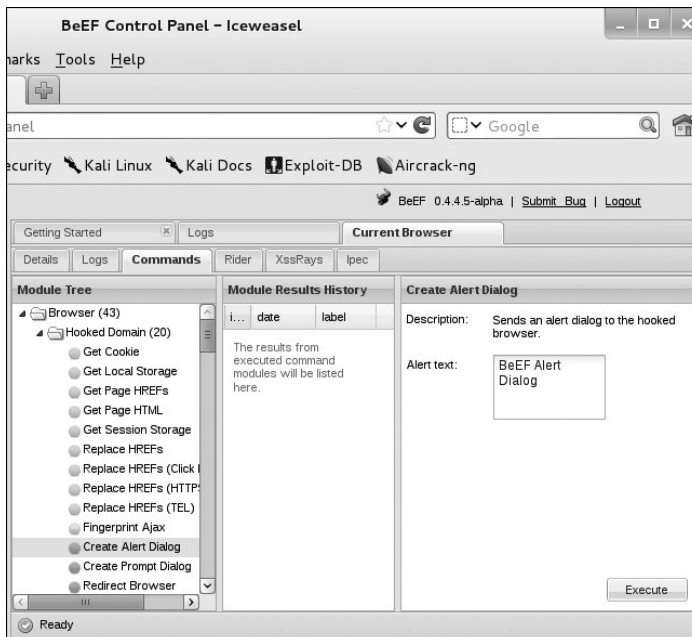 BeEF Control Panel - Iceweasel
narks Tools Help
anel
Google
ecurity Kali Linux Kali Docs Exploit-DB Aircrack-ng
BeEF 0.4.4.5-alpha | Submit Bug | Logout
Getting Started Logs Current Browser
Details Logs Commands Rider XssRays Ipec
Module Tree
Browser (43)
Hooked Domain (20)
Get Cookie
Get Local Storage
Get Page HREFs
Get Page HTML
Get Session Storage
Replace HREFs
Replace HREFs (Click
Replace HREFs (HTTPS
Replace HREFs (TEL)
Fingerprint Ajax
Create Alert Dialog
Create Prompt Dialog
Redirect Browser
Module Results History
i... date label
The results from
executed command
modules will be listed
here.
Create Alert Dialog
Description: Sends an alert dialog to the hooked
browser.
Alert text: BeEF Alert
Dialog
Execute
Ready